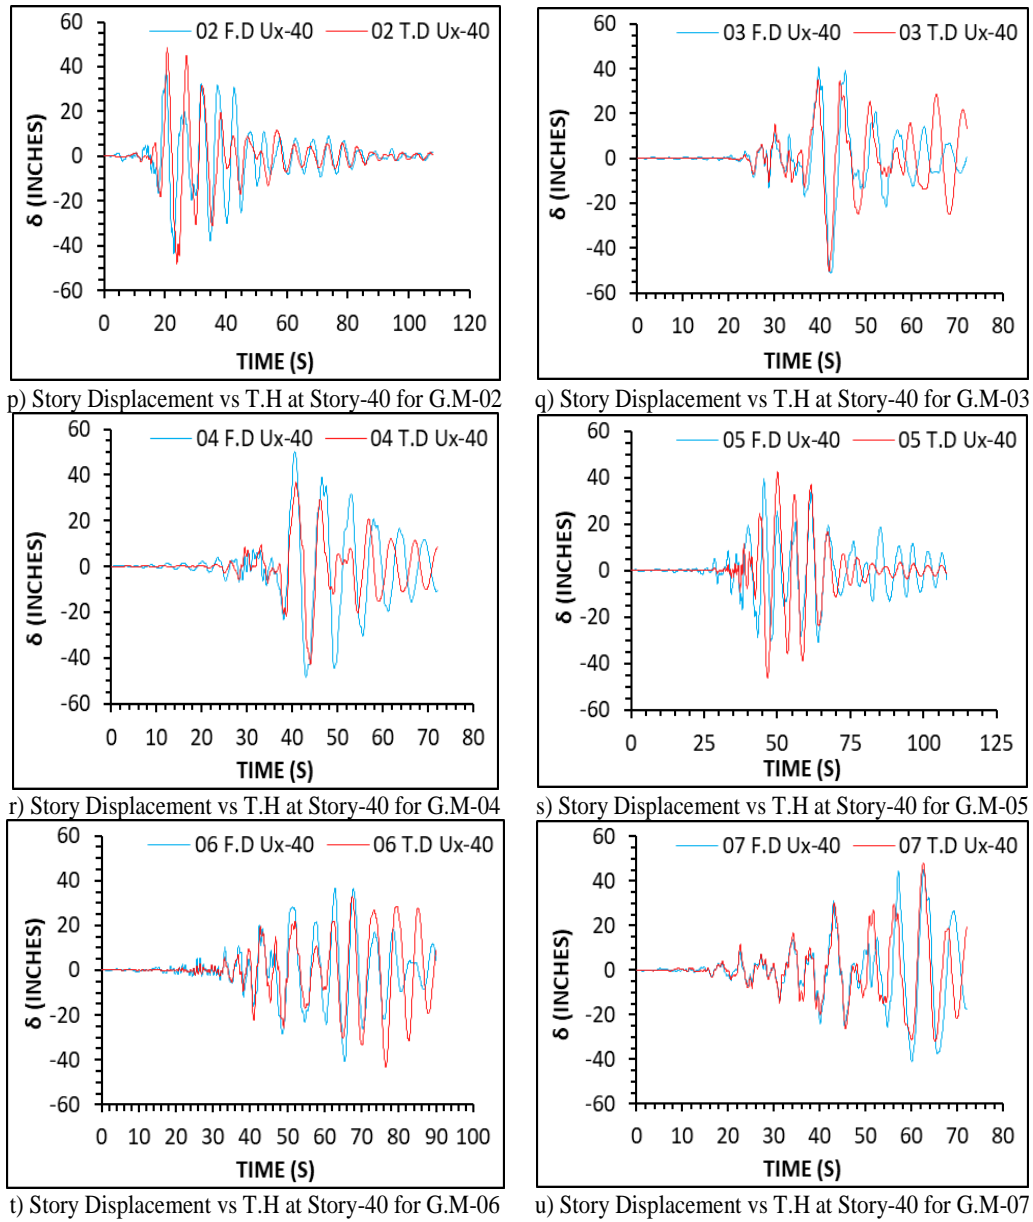 02 F.D Ux-40 02 T.D Ux-40
60
40
20
0
-20
-40
-60
δ (INCHES)
0 20 40 60 80 100 120
TIME (S)
p) Story Displacement vs T.H at Story-40 for G.M-02
03 F.D Ux-40 03 T.D Ux-40
60
40
20
0
-20
-40
-60
δ (INCHES)
0 10 20 30 40 50 60 70 80
TIME (S)
q) Story Displacement vs T.H at Story-40 for G.M-03
04 F.D Ux-40 04 T.D Ux-40
60
40
20
0
-20
-40
-60
δ (INCHES)
0 10 20 30 40 50 60 70 80
TIME (S)
r) Story Displacement vs T.H at Story-40 for G.M-04
05 F.D Ux-40 05 T.D Ux-40
60
40
20
0
-20
-40
-60
δ (INCHES)
0 25 50 75 100 125
TIME (S)
s) Story Displacement vs T.H at Story-40 for G.M-05
06 F.D Ux-40 06 T.D Ux-40
60
40
20
0
-20
-40
-60
δ (INCHES)
0 10 20 30 40 50 60 70 80 90 100
TIME (S)
t) Story Displacement vs T.H at Story-40 for G.M-06
07 F.D Ux-40 07 T.D Ux-40
60
40
20
0
-20
-40
-60
δ (INCHES)
0 10 20 30 40 50 60 70 80
TIME (S)
u) Story Displacement vs T.H at Story-40 for G.M-07